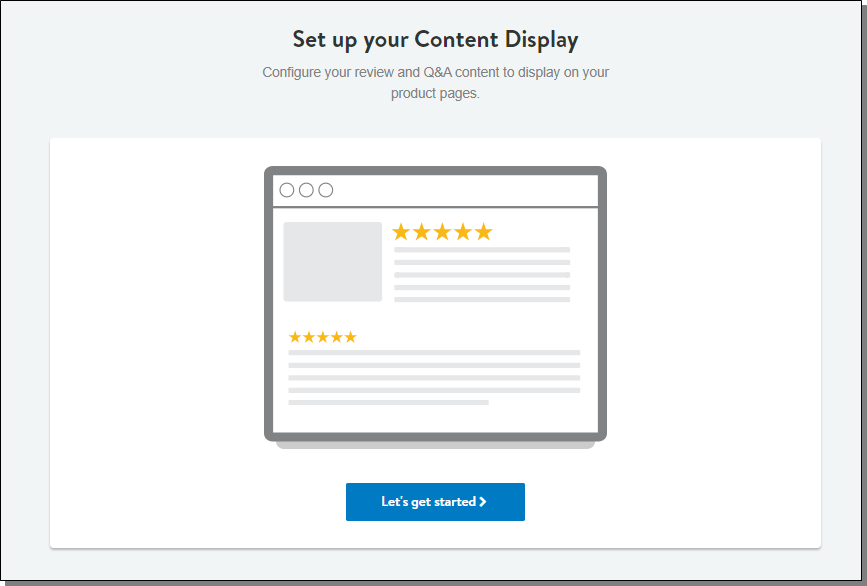 Set up your Content Display
Configure your review and Q&A content to display on your
product pages.
Let's get started